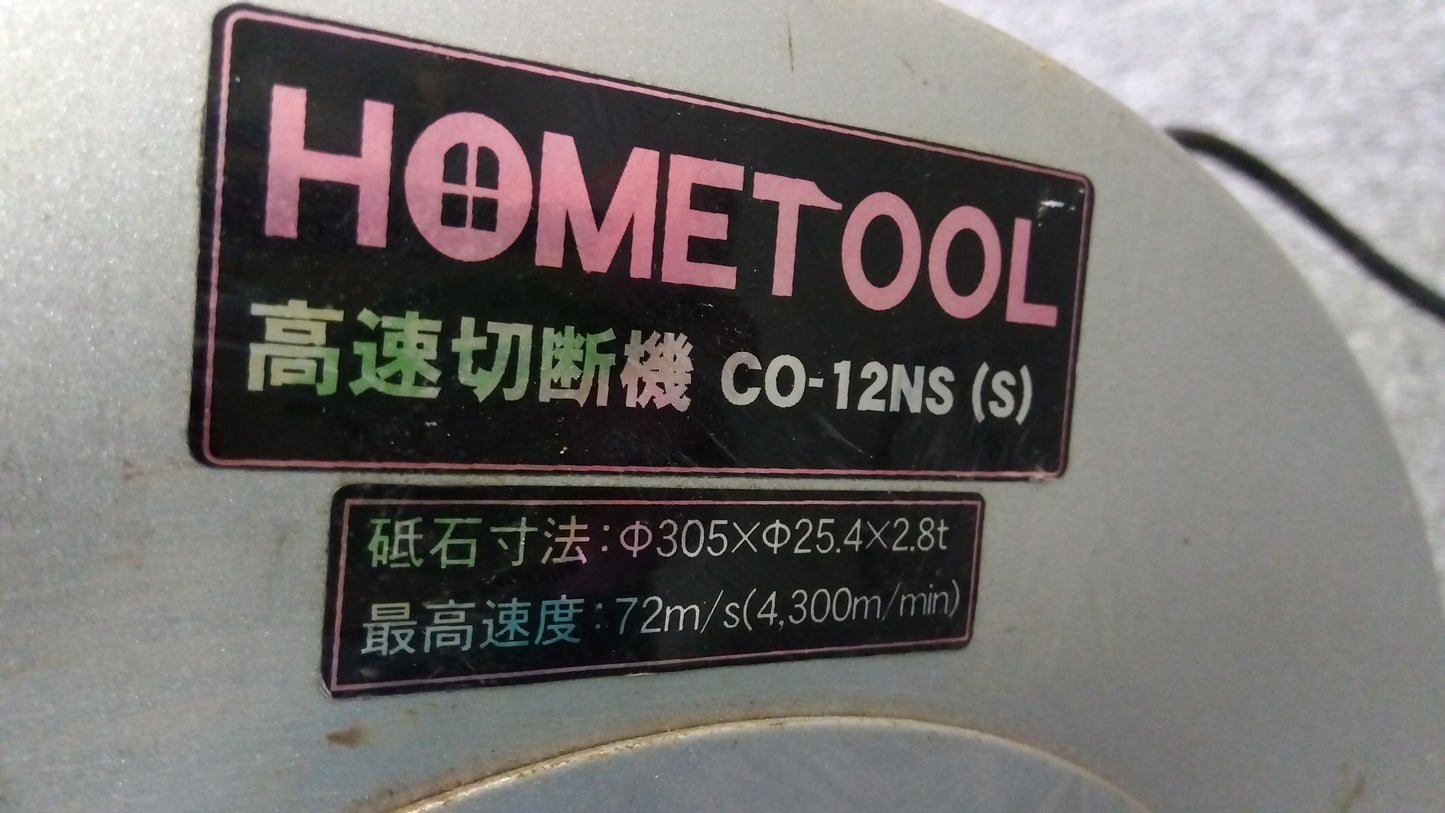 HOMETOOL
高速切断機 CO-12NS (S)
砥石寸法:Φ305×Φ25.4×2.8t
最高速度:72m/s(4,300m/min)